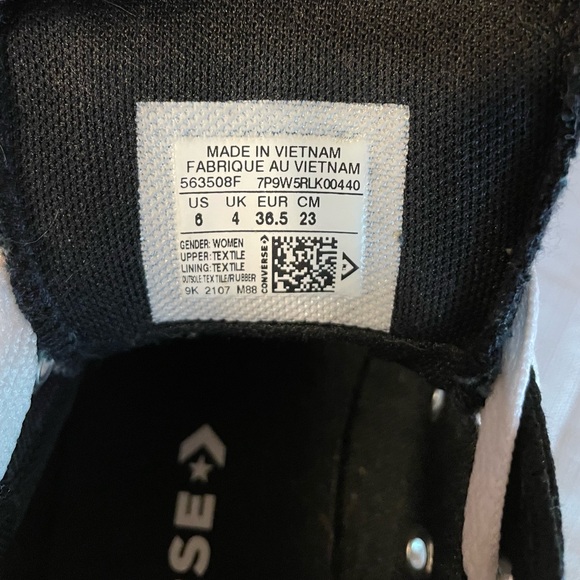 MADE IN VIETNAM
FABRIQUE AU VIETNAM
563508F 7P9W5RLK00440
US UK EUR CM
6 4 36.5 23
GENDER: WOMEN
UPPER: TEXTILE
LINING: TEXTILE
OUTSOLE TEXTILE/RUBBER
9K 2107 M88
CONVERSE
RSE